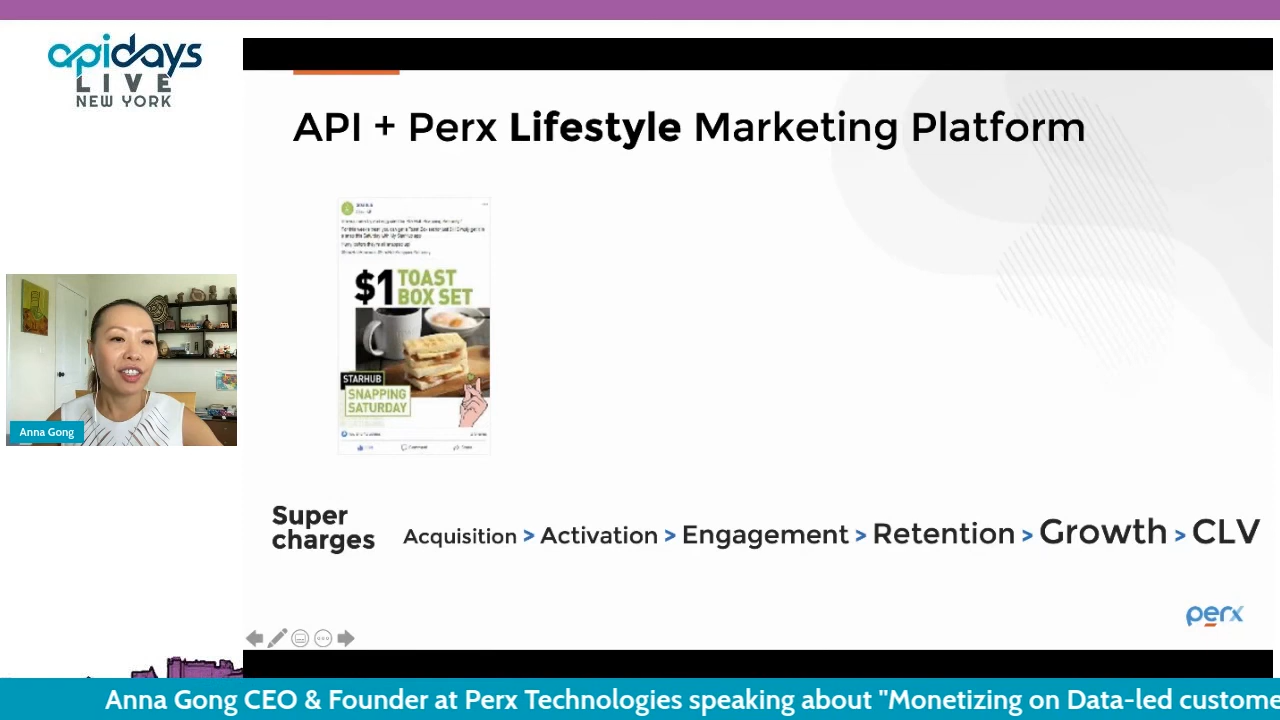 apidays
LIVE
NEW YORK
API + Perx Lifestyle Marketing Platform
$1 TOAST
BOX SET
STARHUB
SNAPPING
SATURDAY
Anna Gong
Super
charges
Acquisition > Activation > Engagement > Retention > Growth > CLV
perx
Anna Gong CEO & Founder at Perx Technologies speaking about "Monetizing on Data-led custome